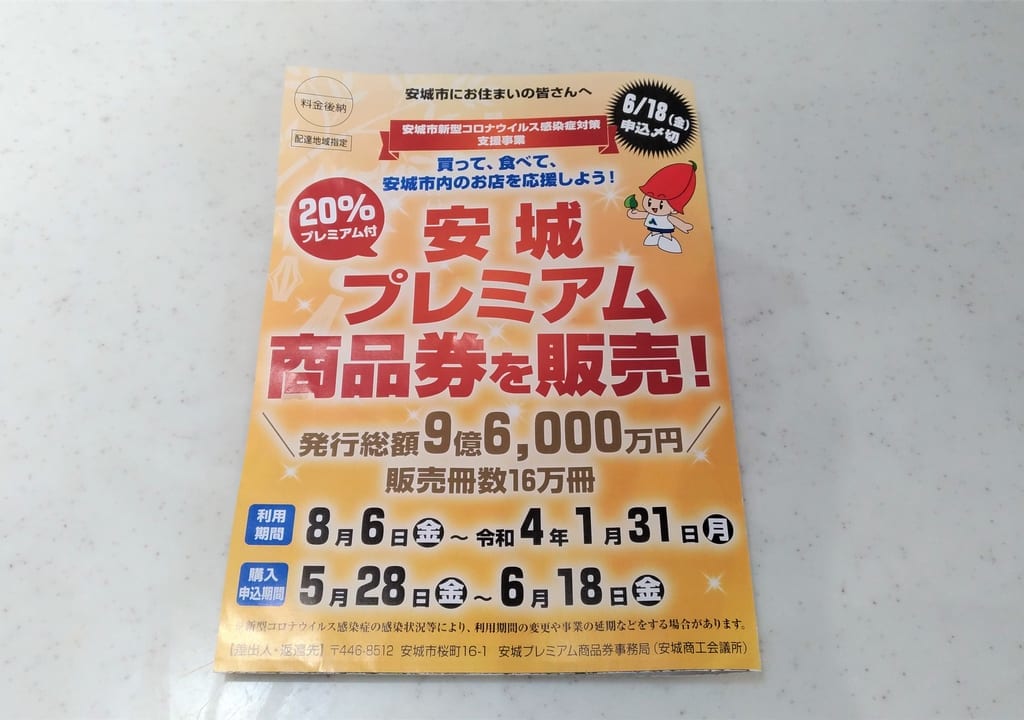 料金後納
配達地域指定
安城市にお住まいの皆さんへ
6/18(金)
申込〆切
安城市新型コロナウイルス感染症対策
支援事業
買って、食べて、
安城市内のお店を応援しよう!
20%
プレミアム付
安城
プレミアム
商品券を販売!
発行総額9億6,000万円
販売冊数16万冊
利用
期間
8月6日金~令和4年1月31日月
購入
申込期間
5月28日金~6月18日金
※新型コロナウイルス感染症の感染状況等により、利用期間の変更や事業の延期などをする場合があります。
【差出人・返還先】〒446-8512 安城市桜町16-1 安城プレミアム商品券事務局(安城商工会議所)